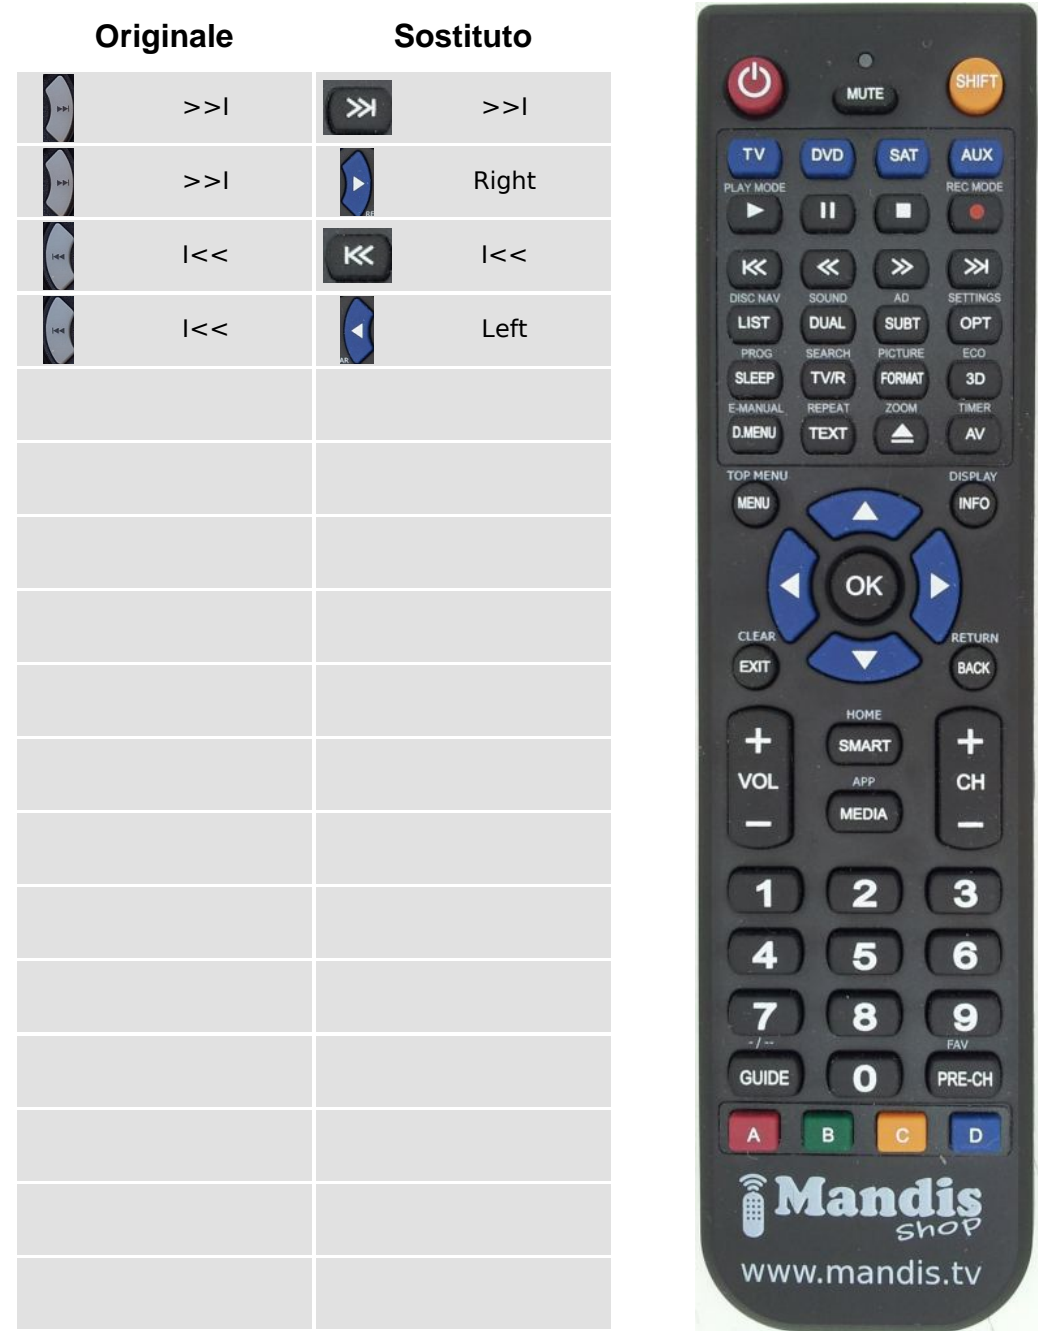 Originale Sostituto
>>I >>I
>>I Right
I<< I<<
I<< Left
SHIFT
MUTE
TV DVD SAT AUX
PLAY MODE REC MODE
DISC NAV SOUND AD SETTINGS
LIST DUAL SUBT OPT
PROG SEARCH PICTURE ECO
SLEEP TV/R FORMAT 3D
E-MANUAL REPEAT ZOOM TIMER
D.MENU TEXT AV
TOP MENU DISPLAY
MENU INFO
OK
CLEAR RETURN
EXIT BACK
HOME
+ SMART +
VOL APP CH
- MEDIA -
1 2 3
4 5 6
7 8 9
-/-- FAV
GUIDE 0 PRE-CH
A B C D
Mandis
shop
www.mandis.tv